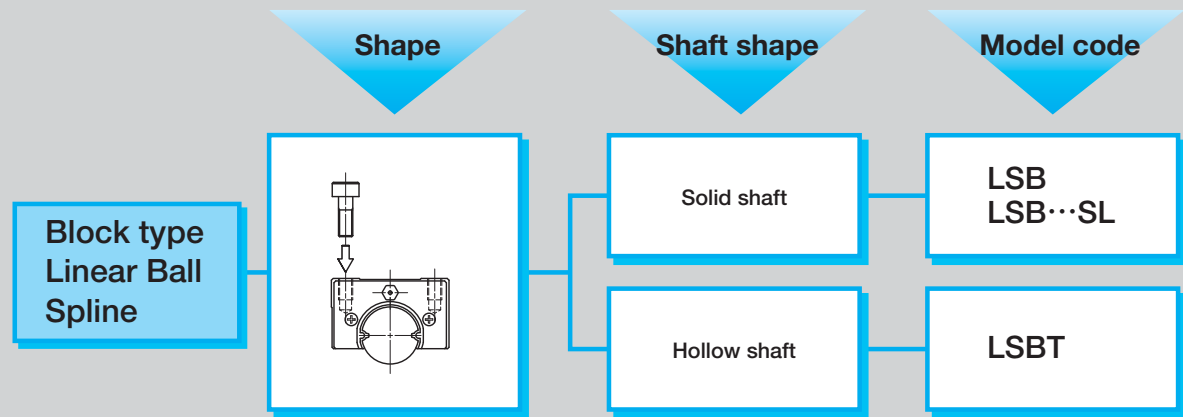 Shape
Shaft shape
Model code
Block type
Linear Ball
Spline
Solid shaft
LSB
LSB···SL
Hollow shaft
LSBT